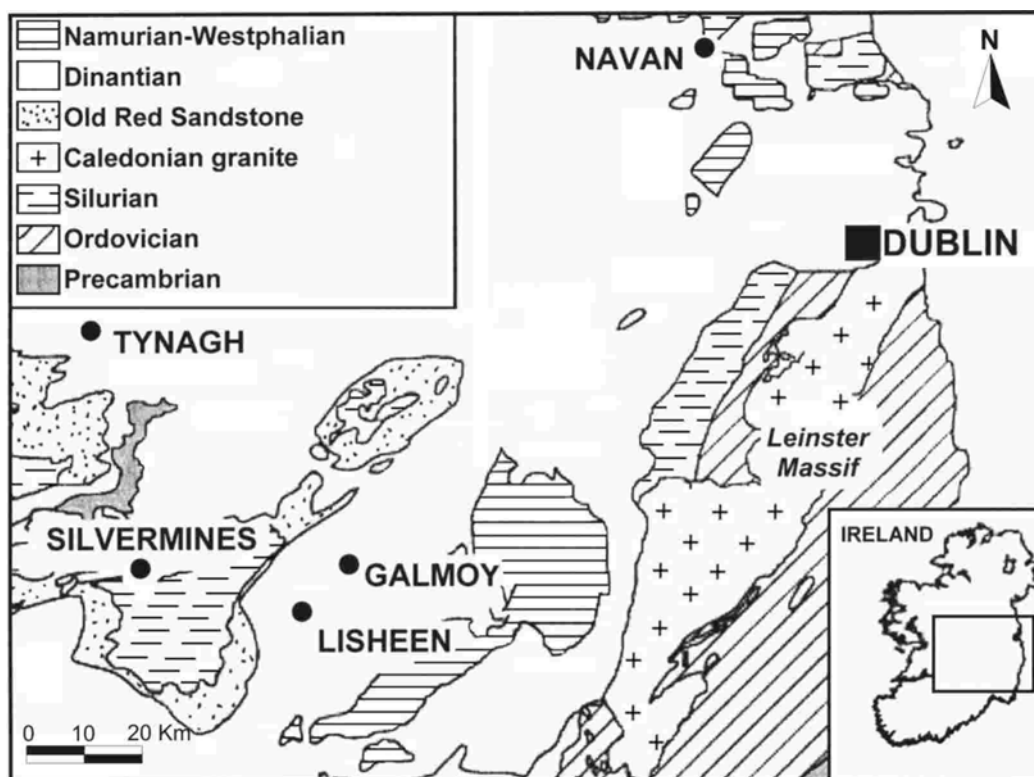 Namurian-Westphalian
Dinantian
Old Red Sandstone
Caledonian granite
Silurian
Ordovician
Precambrian
NAVAN
N
DUBLIN
TYNAGH
Leinster
Massif
SILVERMINES
GALMOY
LISHEEN
IRELAND
0 10 20 Km